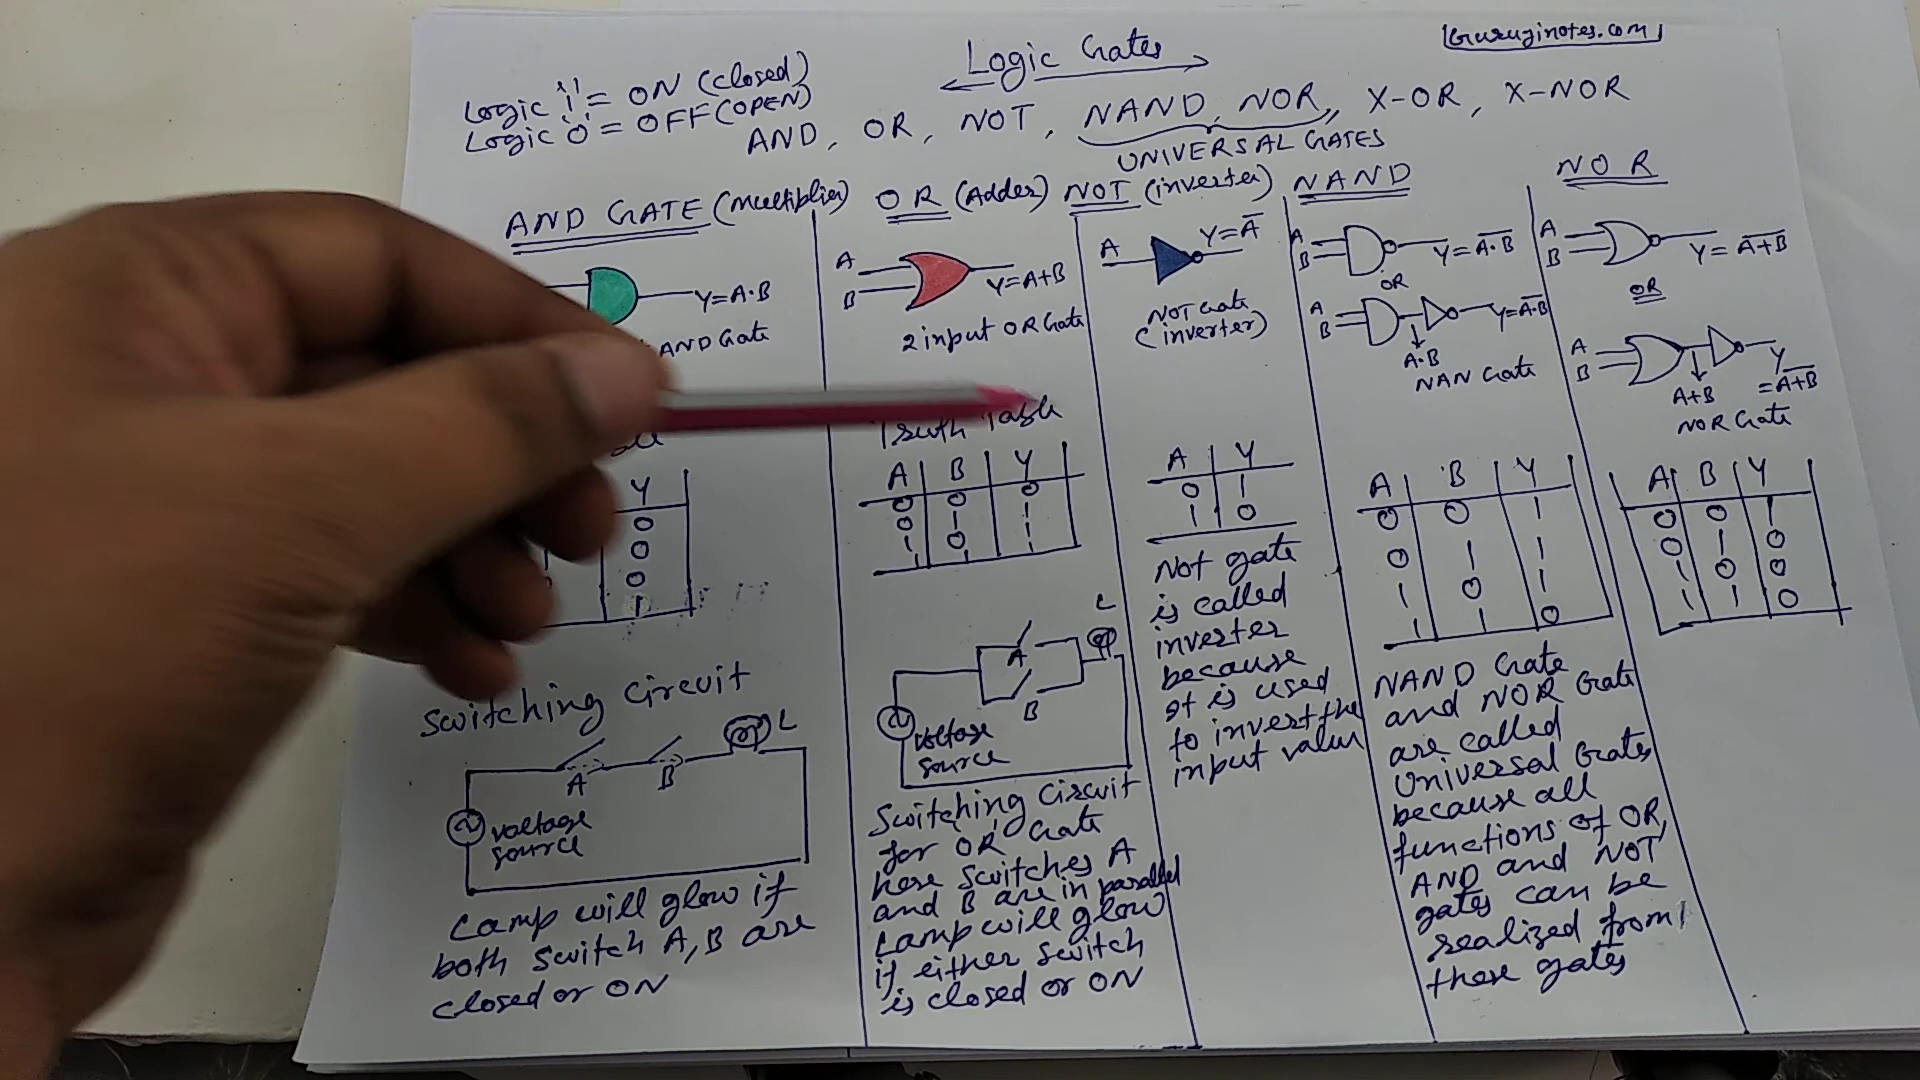 Guruginotes.com
Logic Gates
Logic '1' = ON (closed)
Logic '0' = OFF (OPEN)
AND, OR, NOT, NAND, NOR, X-OR, X-NOR
UNIVERSAL GATES
AND GATE (Multiplier)
Y=A·B
AND Gate
Y
0
0
0
1
Switching Circuit
A B L
voltage
source
Lamp will glow if
both switch A, B are
closed or ON
OR (Adder)
A
B
Y=A+B
2 input OR Gate
Truth Table
A B Y
0 0 0
0 1 1
1 0 1
1 1 1
A
B
L
voltage
source
Switching Circuit
for 'OR' Gate
here switches A
and B are in parallel
Lamp will glow
if either switch
is closed or ON
NOT (inverter)
A Y=A̅
NOT Gate
(inverter)
A Y
0 1
1 0
Not gate
is called
inverter
because
it is used
to invert the
input value
NAND
A
B
Y=A̅·̅B̅
OR
A
B
Y=A̅·̅B̅
A·B
NAN Gate
A B Y
0 0 1
0 1 1
1 0 1
1 1 0
NAND Gate
and NOR Gate
are called
Universal Gates
because all
functions of OR,
AND and NOT
gates can be
realized from
these gates
NOR
A
B
Y=A̅+̅B̅
OR
A
B
Y
=A̅+̅B̅
A+B
NOR Gate
A B Y
0 0 1
0 1 0
1 0 0
1 1 0